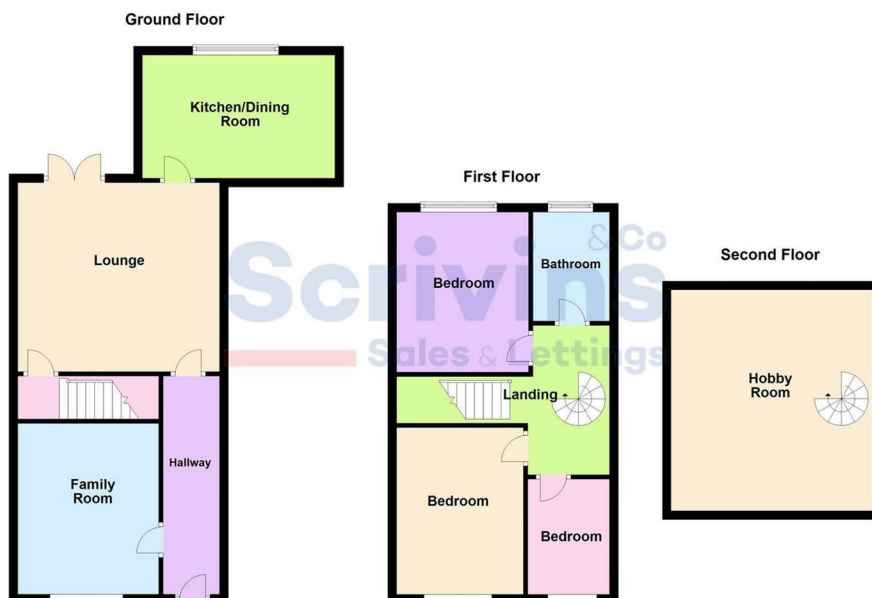 Ground Floor
Kitchen/Dining
Room
Lounge
Hallway
Family
Room
First Floor
Bedroom
Bathroom
Landing
Bedroom
Bedroom
Second Floor
Hobby
Room
Scrivins
&Co
Sales & Lettings